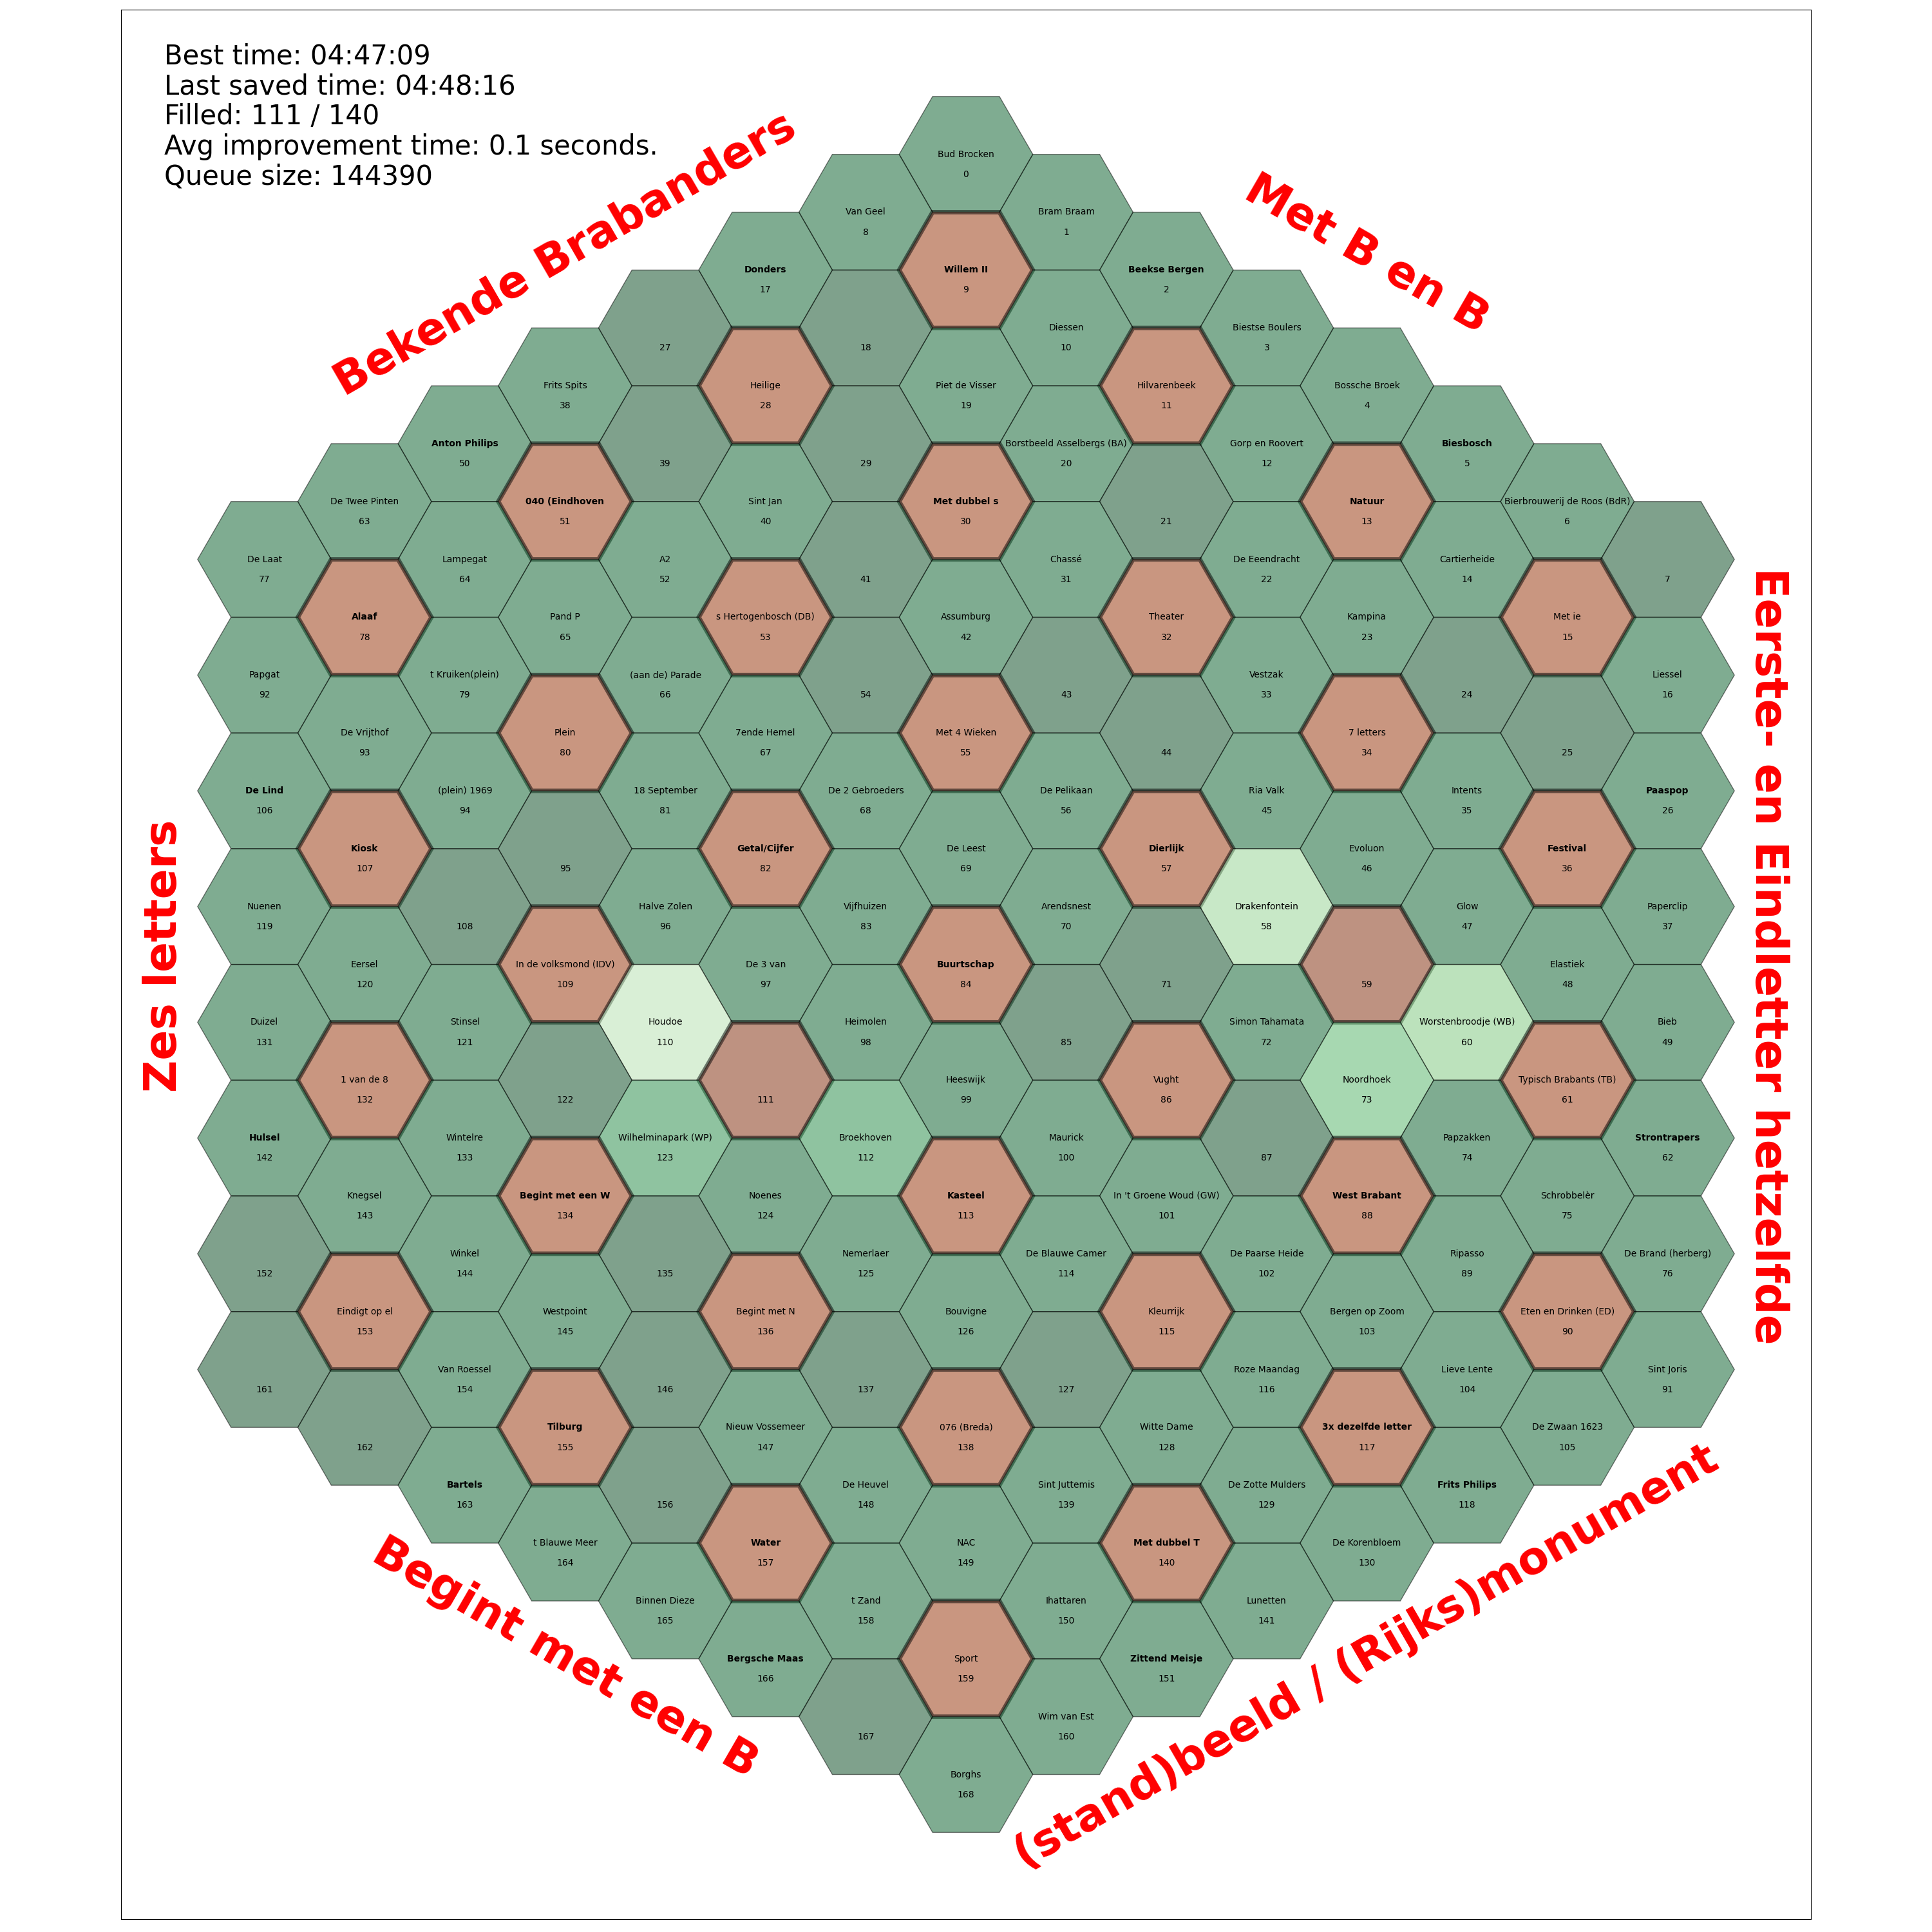 Best time: 04:47:09
Last saved time: 04:48:16
Filled: 111 / 140
Avg improvement time: 0.1 seconds.
Queue size: 144390
Bekende Brabanders
Met B en B
Eerste- en Eindletter hetzelfde
(stand)beeld / (Rijks)monument
Begint met een B
Zes letters
Bud Brocken
0
Bram Braam
1
Beekse Bergen
2
Biestse Boulers
3
Bossche Broek
4
Biesbosch
5
Bierbrouwerij de Roos (BdR)
6
7
Van Geel
8
Willem II
9
Diessen
10
Hilvarenbeek
11
Gorp en Roovert
12
Natuur
13
Cartierheide
14
Met ie
15
Liessel
16
Donders
17
18
Piet de Visser
19
Borstbeeld Asselbergs (BA)
20
21
De Eeendracht
22
Kampina
23
24
25
Paaspop
26
27
Heilige
28
29
Met dubbel s
30
Chassé
31
Theater
32
Vestzak
33
7 letters
34
Intents
35
Festival
36
Paperclip
37
Frits Spits
38
39
Sint Jan
40
41
Assumburg
42
43
44
Ria Valk
45
Evoluon
46
Glow
47
Elastiek
48
Bieb
49
Anton Philips
50
040 (Eindhoven
51
A2
52
s Hertogenbosch (DB)
53
54
Met 4 Wieken
55
De Pelikaan
56
Dierlijk
57
Drakenfontein
58
59
Worstenbroodje (WB)
60
Typisch Brabants (TB)
61
Strontrapers
62
De Twee Pinten
63
Lampegat
64
Pand P
65
(aan de) Parade
66
7ende Hemel
67
De 2 Gebroeders
68
De Leest
69
Arendsnest
70
71
Simon Tahamata
72
Noordhoek
73
Papzakken
74
Schrobbelèr
75
De Brand (herberg)
76
De Laat
77
Alaaf
78
t Kruiken(plein)
79
Plein
80
18 September
81
Getal/Cijfer
82
Vijfhuizen
83
Buurtschap
84
85
Vught
86
87
West Brabant
88
Ripasso
89
Eten en Drinken (ED)
90
Sint Joris
91
Papgat
92
De Vrijthof
93
(plein) 1969
94
95
Halve Zolen
96
De 3 van
97
Heimolen
98
Heeswijk
99
Maurick
100
In 't Groene Woud (GW)
101
De Paarse Heide
102
Bergen op Zoom
103
Lieve Lente
104
De Zwaan 1623
105
De Lind
106
Kiosk
107
108
In de volksmond (IDV)
109
Houdoe
110
111
Broekhoven
112
Kasteel
113
De Blauwe Camer
114
Kleurrijk
115
Roze Maandag
116
3x dezelfde letter
117
Frits Philips
118
Nuenen
119
Eersel
120
Stinsel
121
122
Wilhelminapark (WP)
123
Noenes
124
Nemerlaer
125
Bouvigne
126
127
Witte Dame
128
De Zotte Mulders
129
De Korenbloem
130
Duizel
131
1 van de 8
132
Wintelre
133
Begint met een W
134
135
Begint met N
136
137
076 (Breda)
138
Sint Juttemis
139
Met dubbel T
140
Lunetten
141
Hulsel
142
Knegsel
143
Winkel
144
Westpoint
145
146
Nieuw Vossemeer
147
De Heuvel
148
NAC
149
Ihattaren
150
Zittend Meisje
151
152
Eindigt op el
153
Van Roessel
154
Tilburg
155
156
Water
157
t Zand
158
Sport
159
Wim van Est
160
161
162
Bartels
163
t Blauwe Meer
164
Binnen Dieze
165
Bergsche Maas
166
167
Borghs
168